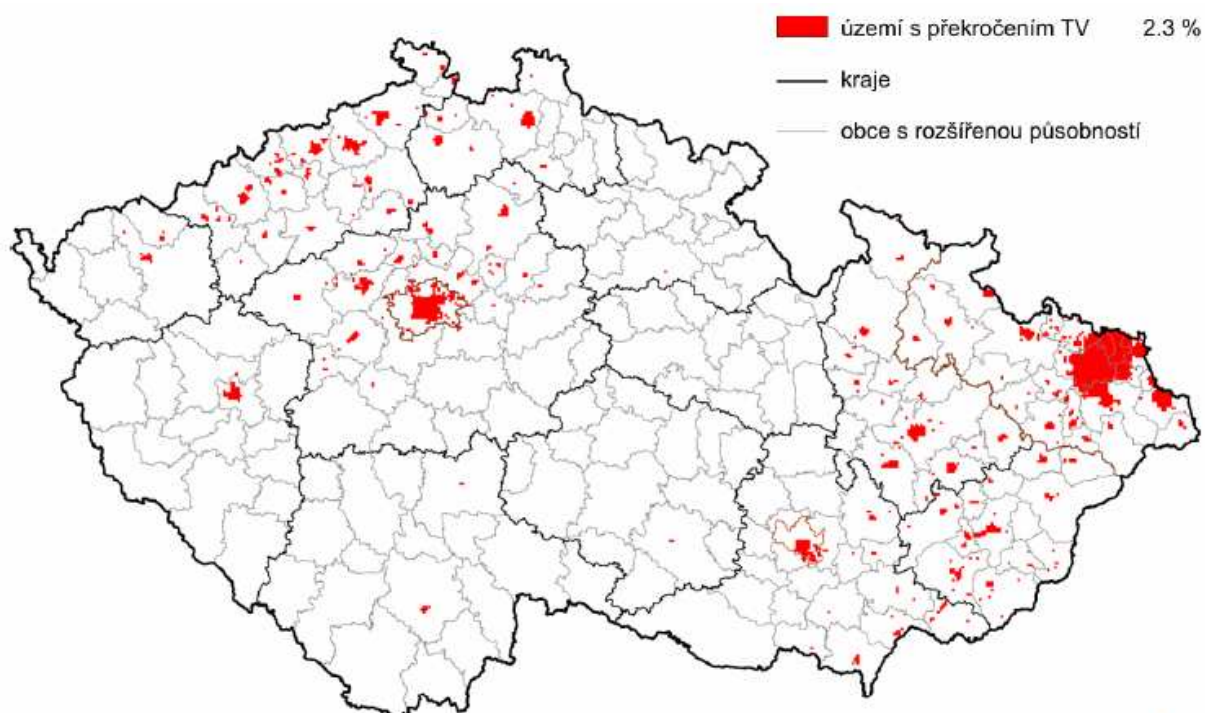 území s překročením TV 2.3 %
kraje
obce s rozšířenou působností